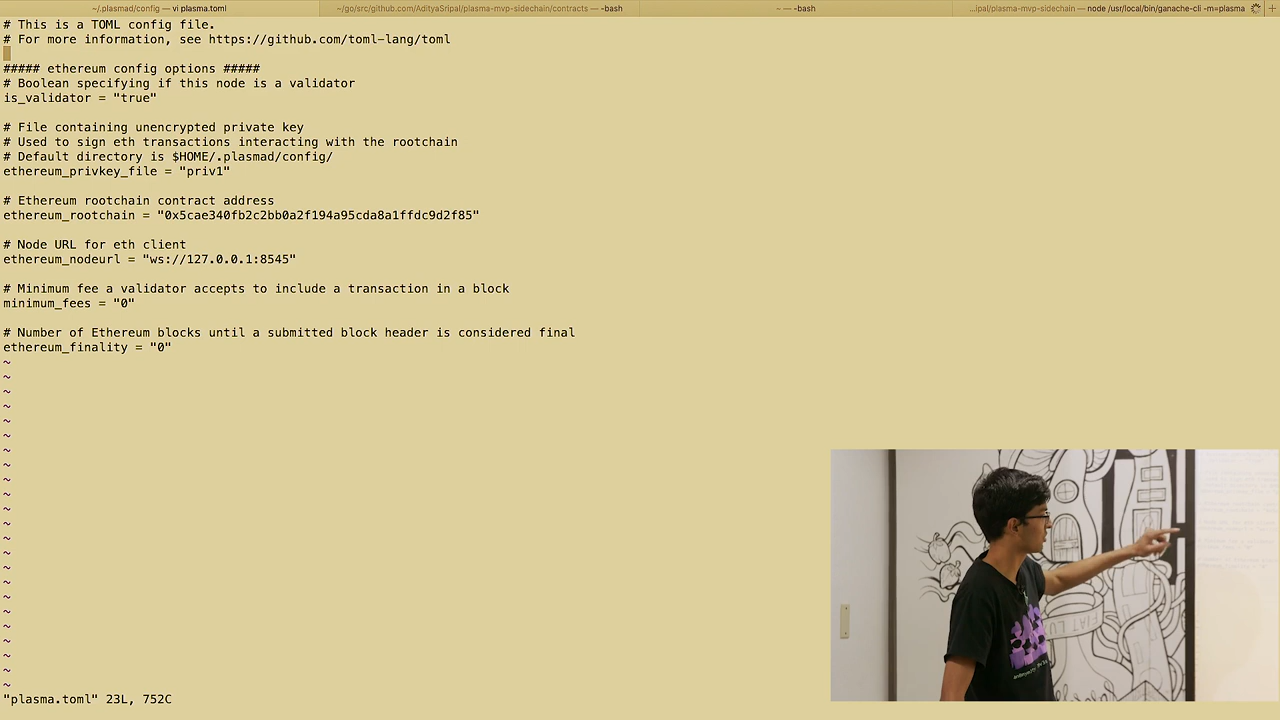 ~/.plasmad/config — vi plasma.toml
~/go/src/github.com/AdityaSripal/plasma-mvp-sidechain/contracts — -bash
~ — -bash
...ipal/plasma-mvp-sidechain — node /usr/local/bin/ganache-cli -m=plasma
# This is a TOML config file.
# For more information, see https://github.com/toml-lang/toml
##### ethereum config options #####
# Boolean specifying if this node is a validator
is_validator = "true"
# File containing unencrypted private key
# Used to sign eth transactions interacting with the rootchain
# Default directory is $HOME/.plasmad/config/
ethereum_privkey_file = "priv1"
# Ethereum rootchain contract address
ethereum_rootchain = "0x5cae340fb2c2bb0a2f194a95cda8a1ffdc9d2f85"
# Node URL for eth client
ethereum_nodeurl = "ws://127.0.0.1:8545"
# Minimum fee a validator accepts to include a transaction in a block
minimum_fees = "0"
# Number of Ethereum blocks until a submitted block header is considered final
ethereum_finality = "0"
"plasma.toml" 23L, 752C
FIAT LU